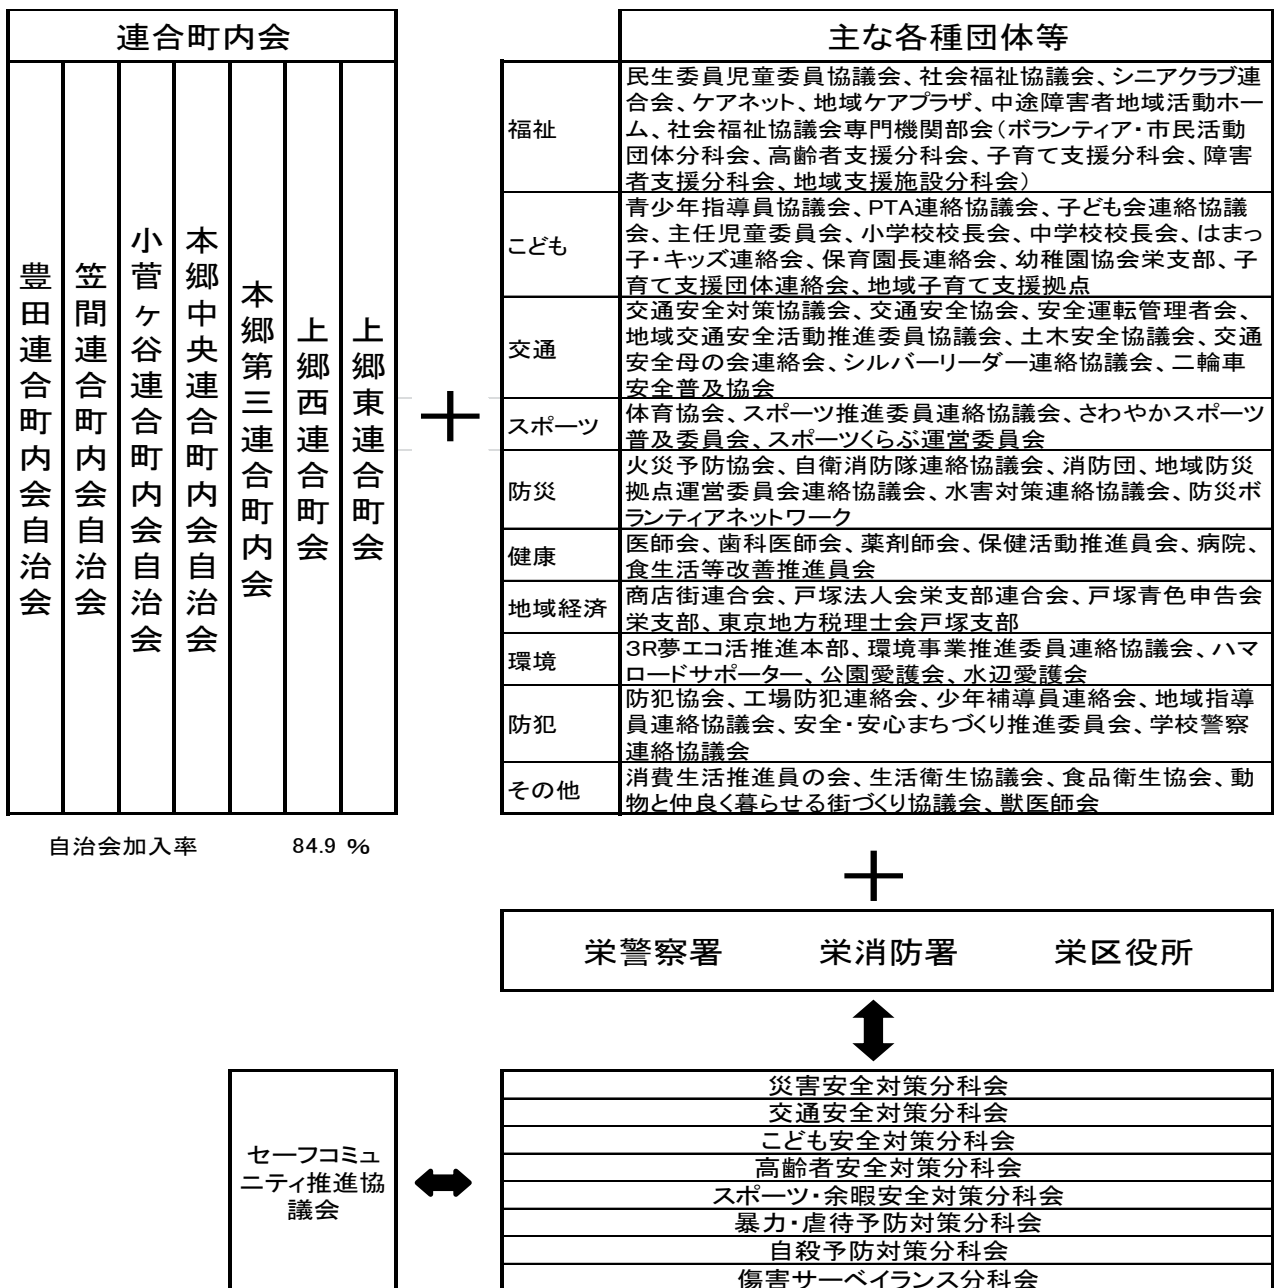 連合町内会
豊田連合町内会自治会
笠間連合町内会自治会
小菅ヶ谷連合町内会自治会
本郷中央連合町内会自治会
本郷第三連合町内会
上郷西連合町会
上郷東連合町会
自治会加入率 84.9 %
＋
主な各種団体等
福祉
民生委員児童委員協議会、社会福祉協議会、シニアクラブ連
合会、ケアネット、地域ケアプラザ、中途障害者地域活動ホー
ム、社会福祉協議会専門機関部会（ボランティア・市民活動
団体分科会、高齢者支援分科会、子育て支援分科会、障害
者支援分科会、地域支援施設分科会）
こども
青少年指導員協議会、PTA連絡協議会、子ども会連絡協議
会、主任児童委員会、小学校校長会、中学校校長会、はまっ
子・キッズ連絡会、保育園長連絡会、幼稚園協会栄支部、子
育て支援団体連絡会、地域子育て支援拠点
交通
交通安全対策協議会、交通安全協会、安全運転管理者会、
地域交通安全活動推進委員協議会、土木安全協議会、交通
安全母の会連絡会、シルバーリーダー連絡協議会、二輪車
安全普及協会
スポーツ
体育協会、スポーツ推進委員連絡協議会、さわやかスポーツ
普及委員会、スポーツくらぶ運営委員会
防災
火災予防協会、自衛消防隊連絡協議会、消防団、地域防災
拠点運営委員会連絡協議会、水害対策連絡協議会、防災ボ
ランティアネットワーク
健康
医師会、歯科医師会、薬剤師会、保健活動推進員会、病院、
食生活等改善推進員会
地域経済
商店街連合会、戸塚法人会栄支部連合会、戸塚青色申告会
栄支部、東京地方税理士会戸塚支部
環境
3R夢エコ活推進本部、環境事業推進委員連絡協議会、ハマ
ロードサポーター、公園愛護会、水辺愛護会
防犯
防犯協会、工場防犯連絡会、少年補導員連絡会、地域指導
員連絡協議会、安全・安心まちづくり推進委員会、学校警察
連絡協議会
その他
消費生活推進員の会、生活衛生協議会、食品衛生協会、動
物と仲良く暮らせる街づくり協議会、獣医師会
＋
栄警察署 栄消防署 栄区役所
セーフコミュ
ニティ推進協
議会
災害安全対策分科会
交通安全対策分科会
こども安全対策分科会
高齢者安全対策分科会
スポーツ・余暇安全対策分科会
暴力・虐待予防対策分科会
自殺予防対策分科会
傷害サーベイランス分科会